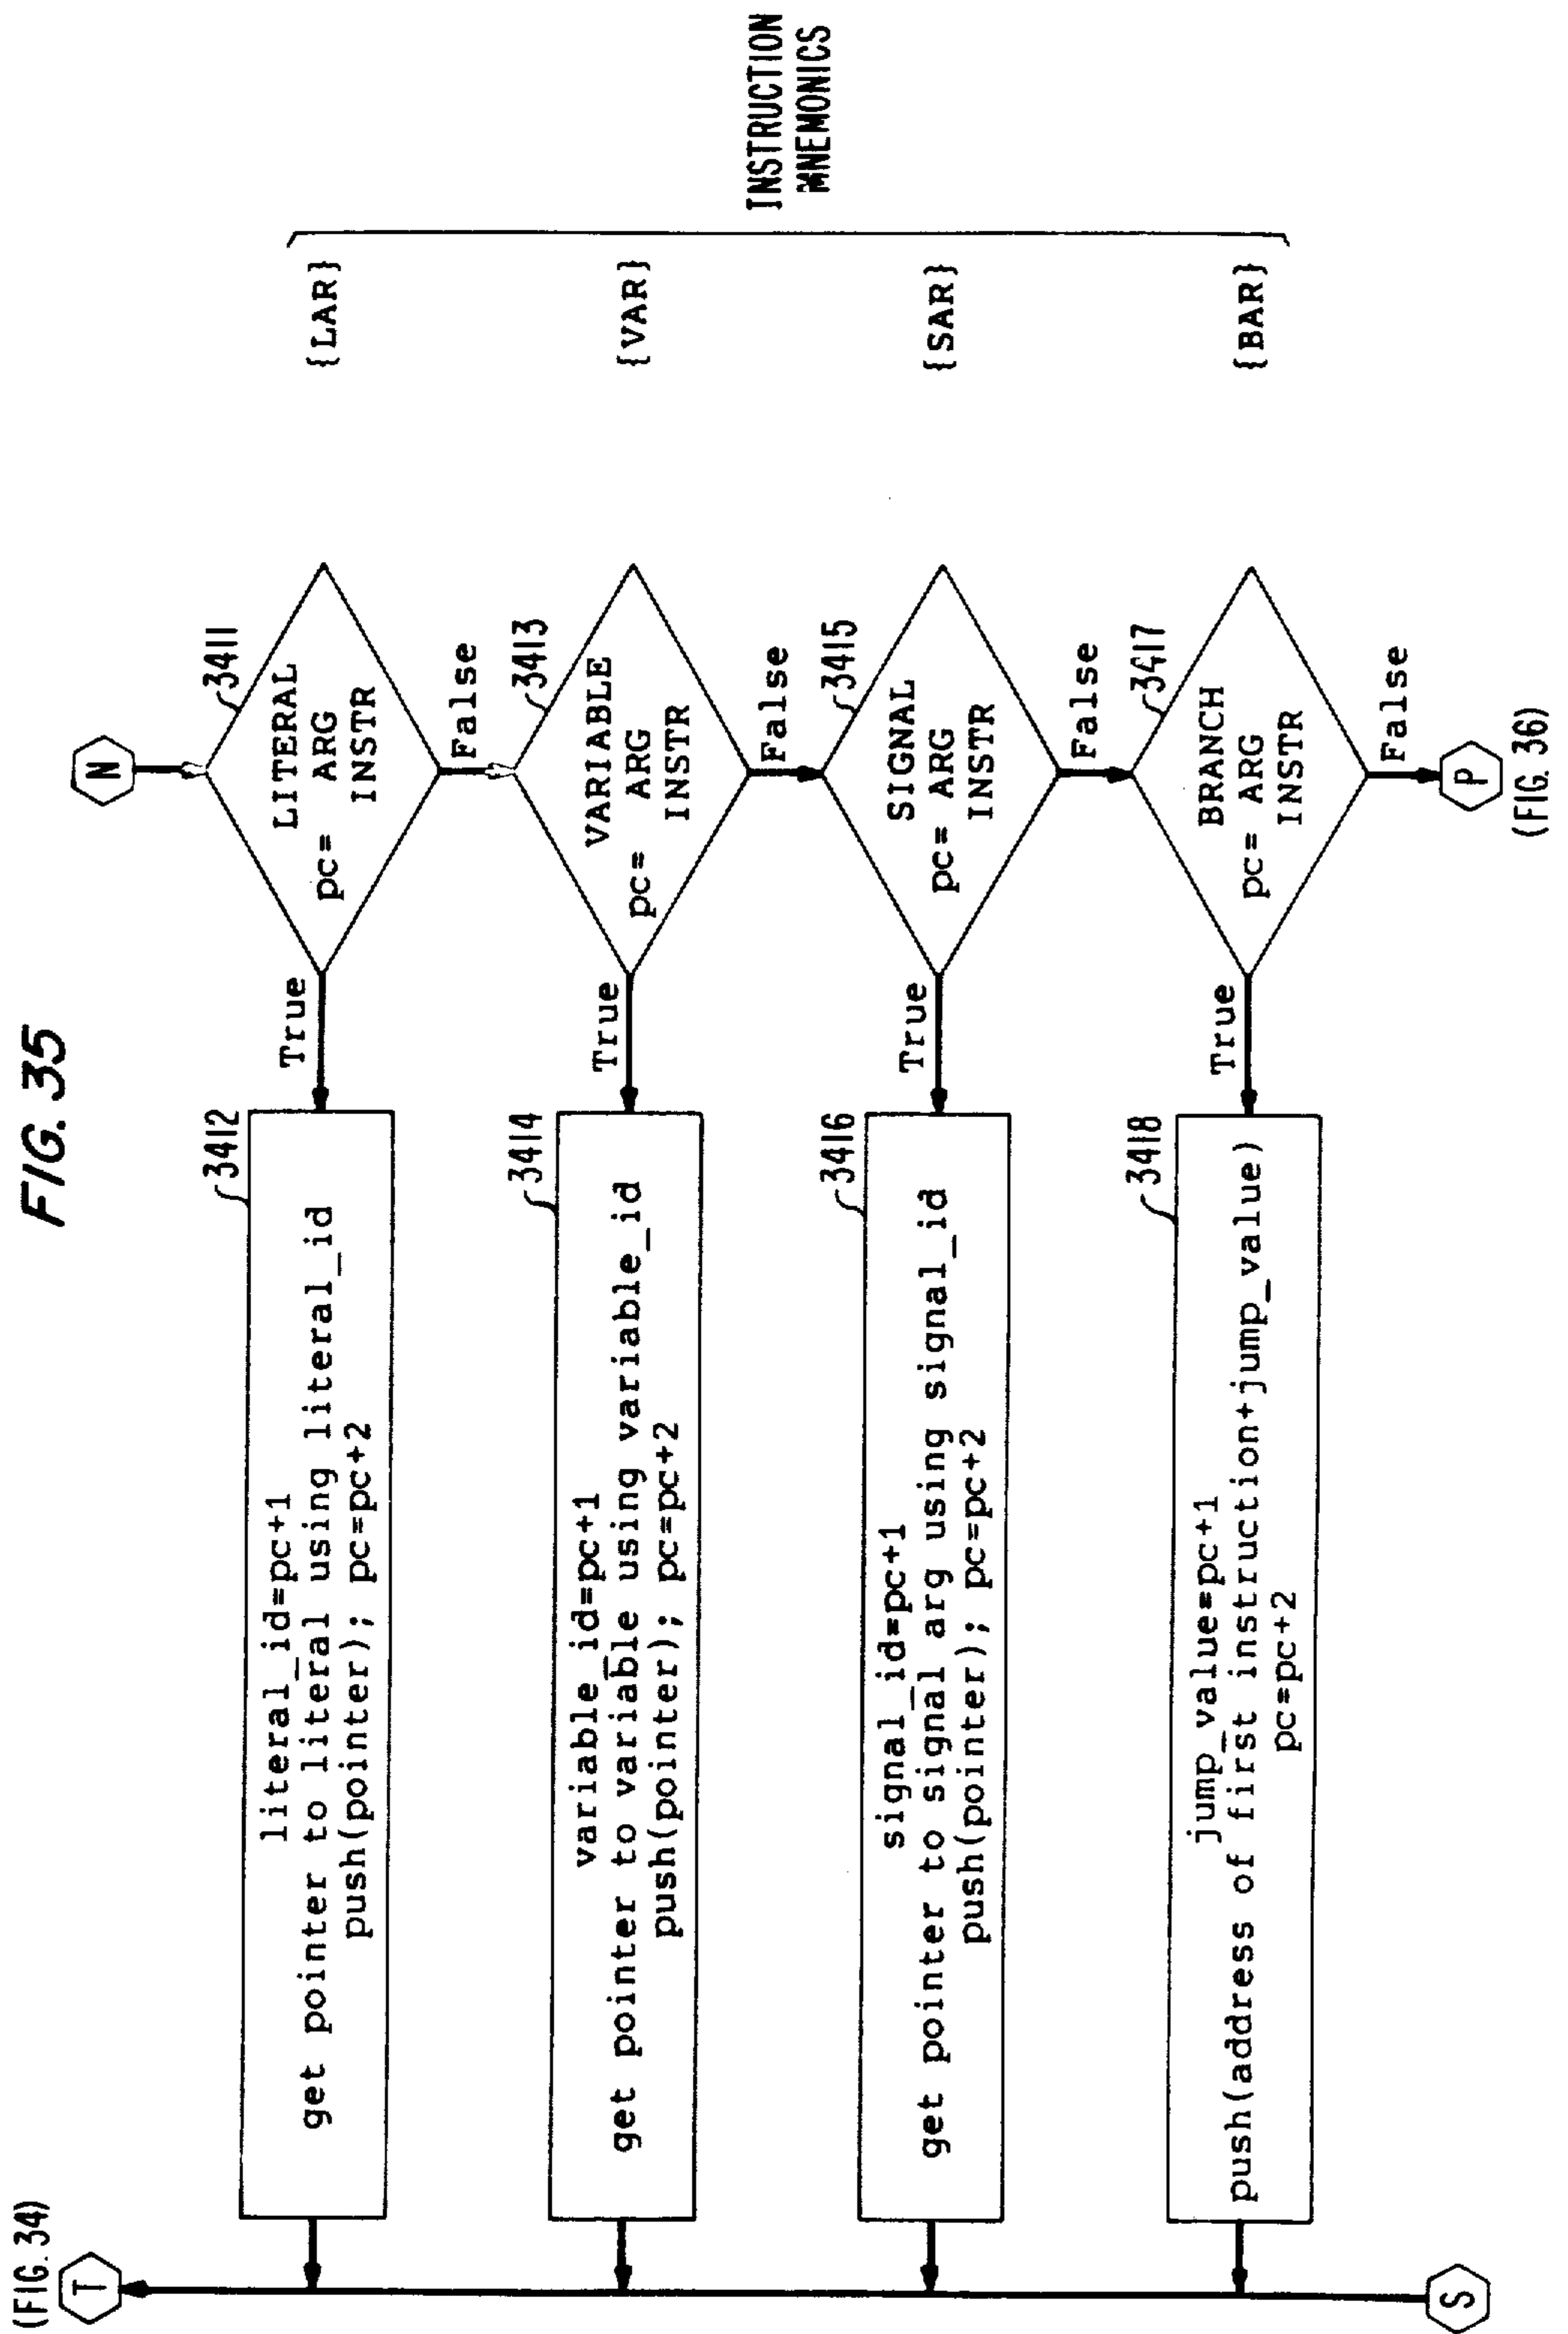 FIG. 35
(FIG. 34)
T
N
LITERAL
pc= ARG
INSTR
3411
True
False
3412
literal_id=pc+1
get pointer to literal using literal_id
push(pointer); pc=pc+2
{LAR}
VARIABLE
pc= ARG
INSTR
3413
True
False
3414
variable_id=pc+1
get pointer to variable using variable_id
push(pointer); pc=pc+2
{VAR}
SIGNAL
pc= ARG
INSTR
3415
True
False
3416
signal_id=pc+1
get pointer to signal arg using signal_id
push(pointer); pc=pc+2
{SAR}
BRANCH
pc= ARG
INSTR
3417
True
False
3418
jump_value=pc+1
push(address of first instruction+jump_value)
pc=pc+2
{BAR}
INSTRUCTION
MNEMONICS
S
P
(FIG. 36)